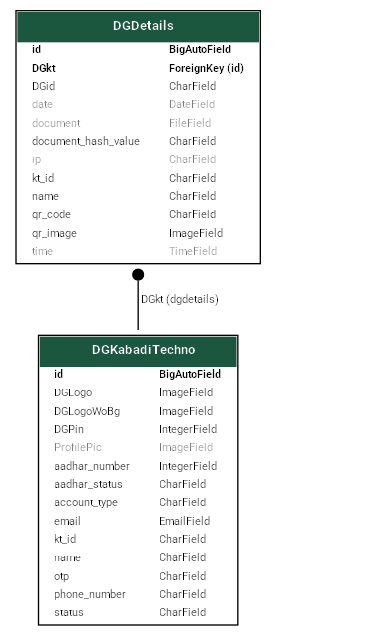 DGDetails
id BigAutoField
DGkt ForeignKey (id)
DGid CharField
date DateField
document FileField
document_hash_value CharField
ip CharField
kt_id CharField
name CharField
qr_code CharField
qr_image ImageField
time TimeField
DGkt (dgdetails)
DGKabadiTechno
id BigAutoField
DGLogo ImageField
DGLogoWoBg ImageField
DGPin IntegerField
ProfilePic ImageField
aadhar_number IntegerField
aadhar_status CharField
account_type CharField
email EmailField
kt_id CharField
name CharField
otp CharField
phone_number CharField
status CharField